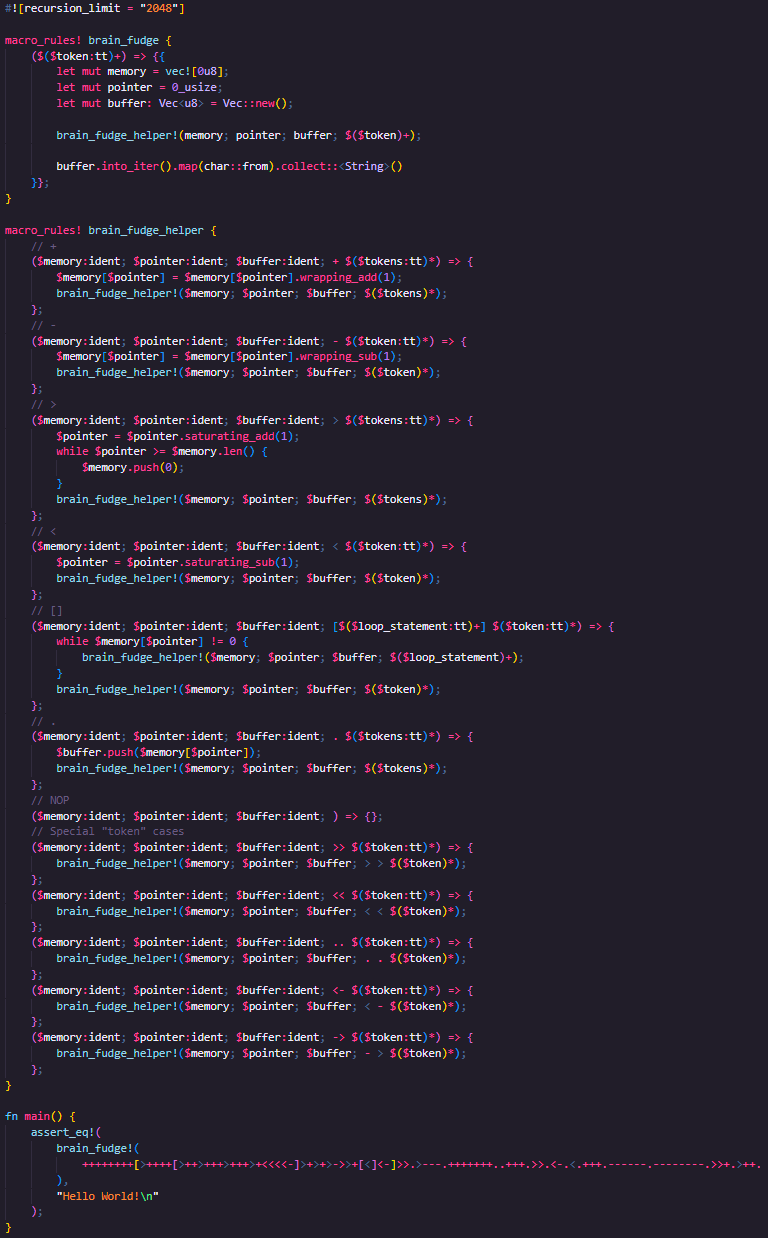 #![recursion_limit = "2048"]

macro_rules! brain_fudge {
    ($($token:tt)+) => {{
        let mut memory = vec![0u8];
        let mut pointer = 0_usize;
        let mut buffer: Vec<u8> = Vec::new();

        brain_fudge_helper!(memory; pointer; buffer; $($token)+);

        buffer.into_iter().map(char::from).collect::<String>()
    }};
}

macro_rules! brain_fudge_helper {
    // +
    ($memory:ident; $pointer:ident; $buffer:ident; + $($tokens:tt)*) => {
        $memory[$pointer] = $memory[$pointer].wrapping_add(1);
        brain_fudge_helper!($memory; $pointer; $buffer; $($tokens)*);
    };
    // -
    ($memory:ident; $pointer:ident; $buffer:ident; - $($token:tt)*) => {
        $memory[$pointer] = $memory[$pointer].wrapping_sub(1);
        brain_fudge_helper!($memory; $pointer; $buffer; $($token)*);
    };
    // >
    ($memory:ident; $pointer:ident; $buffer:ident; > $($tokens:tt)*) => {
        $pointer = $pointer.saturating_add(1);
        while $pointer >= $memory.len() {
            $memory.push(0);
        }
        brain_fudge_helper!($memory; $pointer; $buffer; $($tokens)*);
    };
    // <
    ($memory:ident; $pointer:ident; $buffer:ident; < $($token:tt)*) => {
        $pointer = $pointer.saturating_sub(1);
        brain_fudge_helper!($memory; $pointer; $buffer; $($token)*);
    };
    // []
    ($memory:ident; $pointer:ident; $buffer:ident; [$($loop_statement:tt)+] $($token:tt)*) => {
        while $memory[$pointer] != 0 {
            brain_fudge_helper!($memory; $pointer; $buffer; $($loop_statement)+);
        }
        brain_fudge_helper!($memory; $pointer; $buffer; $($token)*);
    };
    // .
    ($memory:ident; $pointer:ident; $buffer:ident; . $($tokens:tt)*) => {
        $buffer.push($memory[$pointer]);
        brain_fudge_helper!($memory; $pointer; $buffer; $($tokens)*);
    };
    // NOP
    ($memory:ident; $pointer:ident; $buffer:ident; ) => {};
    // Special "token" cases
    ($memory:ident; $pointer:ident; $buffer:ident; >> $($token:tt)*) => {
        brain_fudge_helper!($memory; $pointer; $buffer; > > $($token)*);
    };
    ($memory:ident; $pointer:ident; $buffer:ident; << $($token:tt)*) => {
        brain_fudge_helper!($memory; $pointer; $buffer; < < $($token)*);
    };
    ($memory:ident; $pointer:ident; $buffer:ident; .. $($token:tt)*) => {
        brain_fudge_helper!($memory; $pointer; $buffer; . . $($token)*);
    };
    ($memory:ident; $pointer:ident; $buffer:ident; <- $($token:tt)*) => {
        brain_fudge_helper!($memory; $pointer; $buffer; < - $($token)*);
    };
    ($memory:ident; $pointer:ident; $buffer:ident; -> $($token:tt)*) => {
        brain_fudge_helper!($memory; $pointer; $buffer; - > $($token)*);
    };
}

fn main() {
    assert_eq!(
        brain_fudge!(
            ++++++++[>++++[>++>+++>+++>+<<<<-]>+>+>->>+[<]<-]>>.>---.+++++++..+++.>>.<-.<.+++.------.--------.>>+.>++.
        ),
        "Hello World!\n"
    );
}